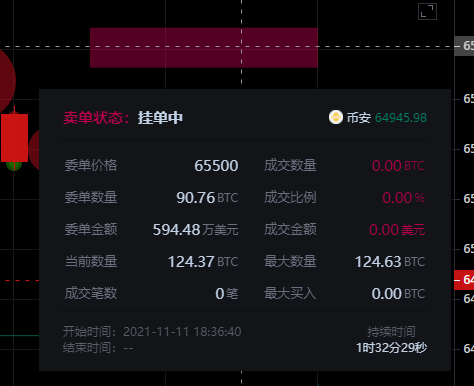 65
65
卖单状态：挂单中 币安 64945.98
65
委单价格 65500 成交数量 0.00 BTC
委单数量 90.76 BTC 成交比例 0.00 %
65
委单金额 594.48 万美元 成交金额 0.00 美元
65
当前数量 124.37 BTC 最大数量 124.63 BTC
64
成交笔数 0 笔 最大买入 0.00 BTC
64
开始时间：2021-11-11 18:36:40 持续时间
结束时间：-- 1时32分29秒
64